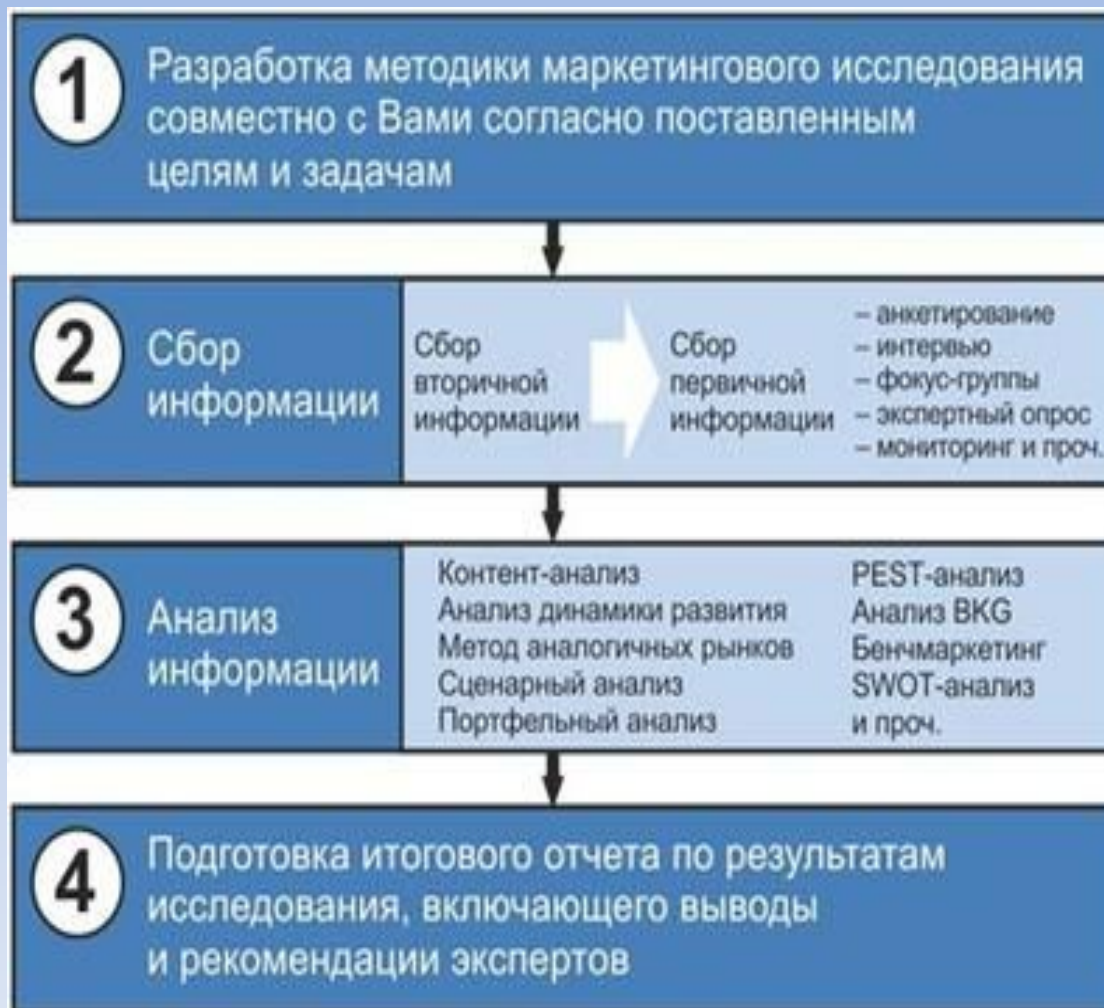 1
Разработка методики маркетингового исследования
совместно с Вами согласно поставленным
целям и задачам
2
Сбор
информации
Сбор
вторичной
информации
Сбор
первичной
информации
– анкетирование
– интервью
– фокус-группы
– экспертный опрос
– мониторинг и проч.
3
Анализ
информации
Контент-анализ
Анализ динамики развития
Метод аналогичных рынков
Сценарный анализ
Портфельный анализ
PEST-анализ
Анализ BKG
Бенчмаркетинг
SWOT-анализ
и проч.
4
Подготовка итогового отчета по результатам
исследования, включающего выводы
и рекомендации экспертов